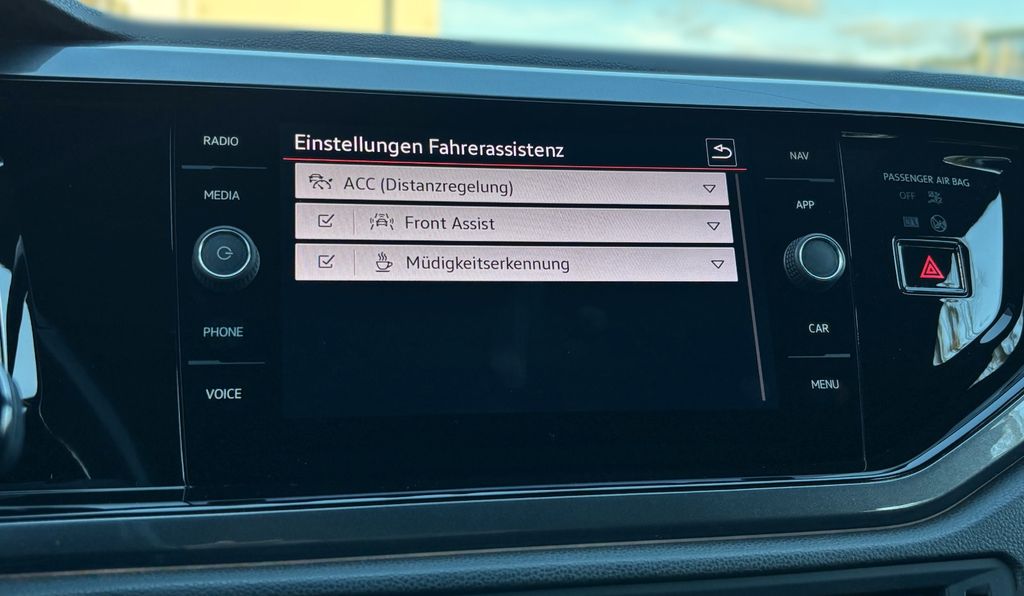 RADIO
MEDIA
PHONE
VOICE
Einstellungen Fahrerassistenz
ACC (Distanzregelung)
Front Assist
Müdigkeitserkennung
NAV
APP
CAR
MENU
PASSENGER AIR BAG
OFF